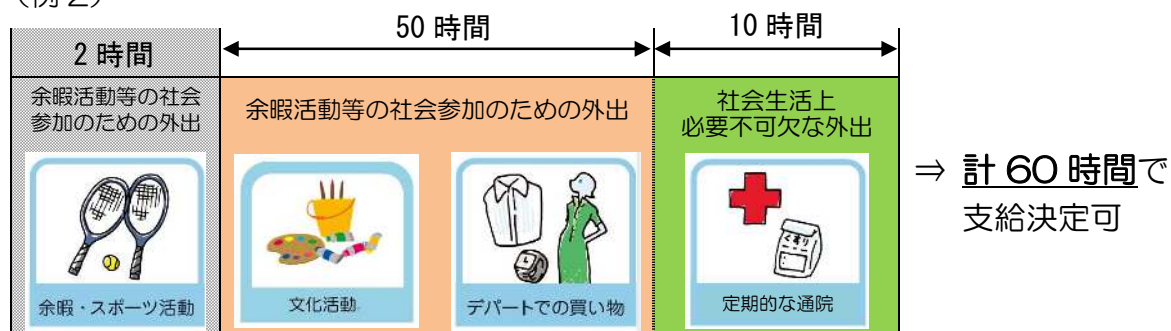 （例２）
2 時間
50 時間
10 時間
余暇活動等の社会
参加のための外出
余暇活動等の社会参加のための外出
社会生活上
必要不可欠な外出
余暇・スポーツ活動
文化活動
デパートでの買い物
くすり
定期的な通院
⇒ 計 60 時間で
支給決定可